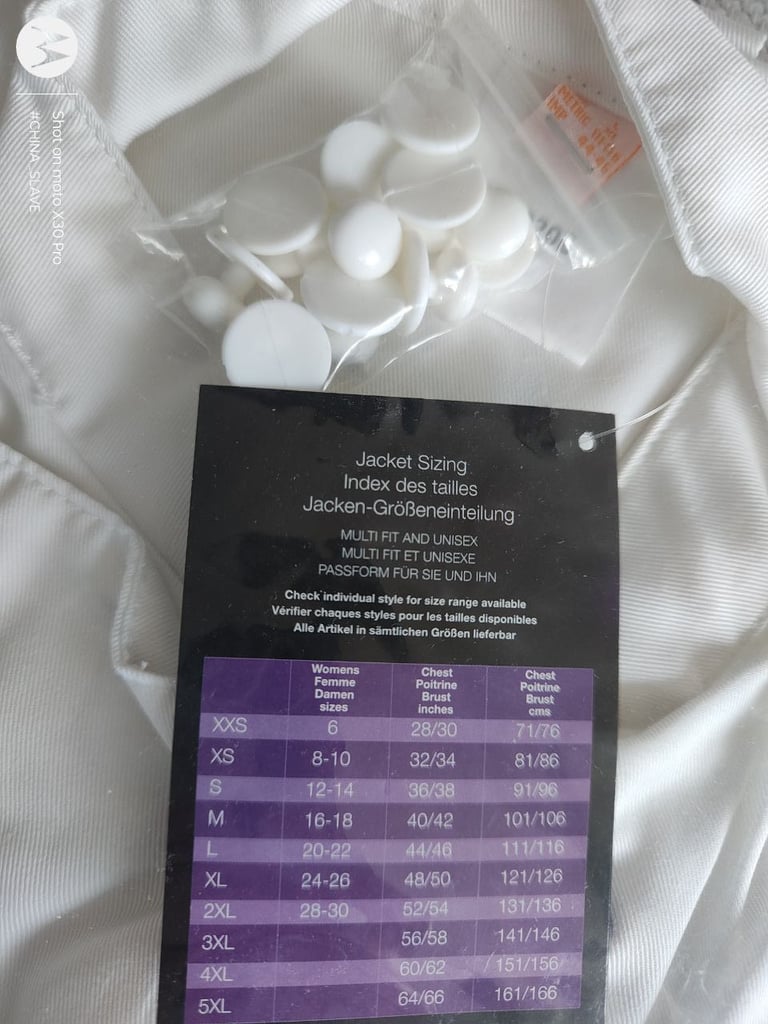 Shot on moto X30 Pro
#CHINA_SLAVE
METRIC
IMP
Jacket Sizing
Index des tailles
Jacken-Größeneinteilung
MULTI FIT AND UNISEX
MULTI FIT ET UNISEXE
PASSFORM FÜR SIE UND IHN
Check individual style for size range available
Vérifier chaques styles pour les tailles disponibles
Alle Artikel in sämtlichen Größen lieferbar
Womens Femme Damen sizes Chest Poitrine Brust inches Chest Poitrine Brust cms
XXS 6 28/30 71/76
XS 8-10 32/34 81/86
S 12-14 36/38 91/96
M 16-18 40/42 101/106
L 20-22 44/46 111/116
XL 24-26 48/50 121/126
2XL 28-30 52/54 131/136
3XL 56/58 141/146
4XL 60/62 151/156
5XL 64/66 161/166